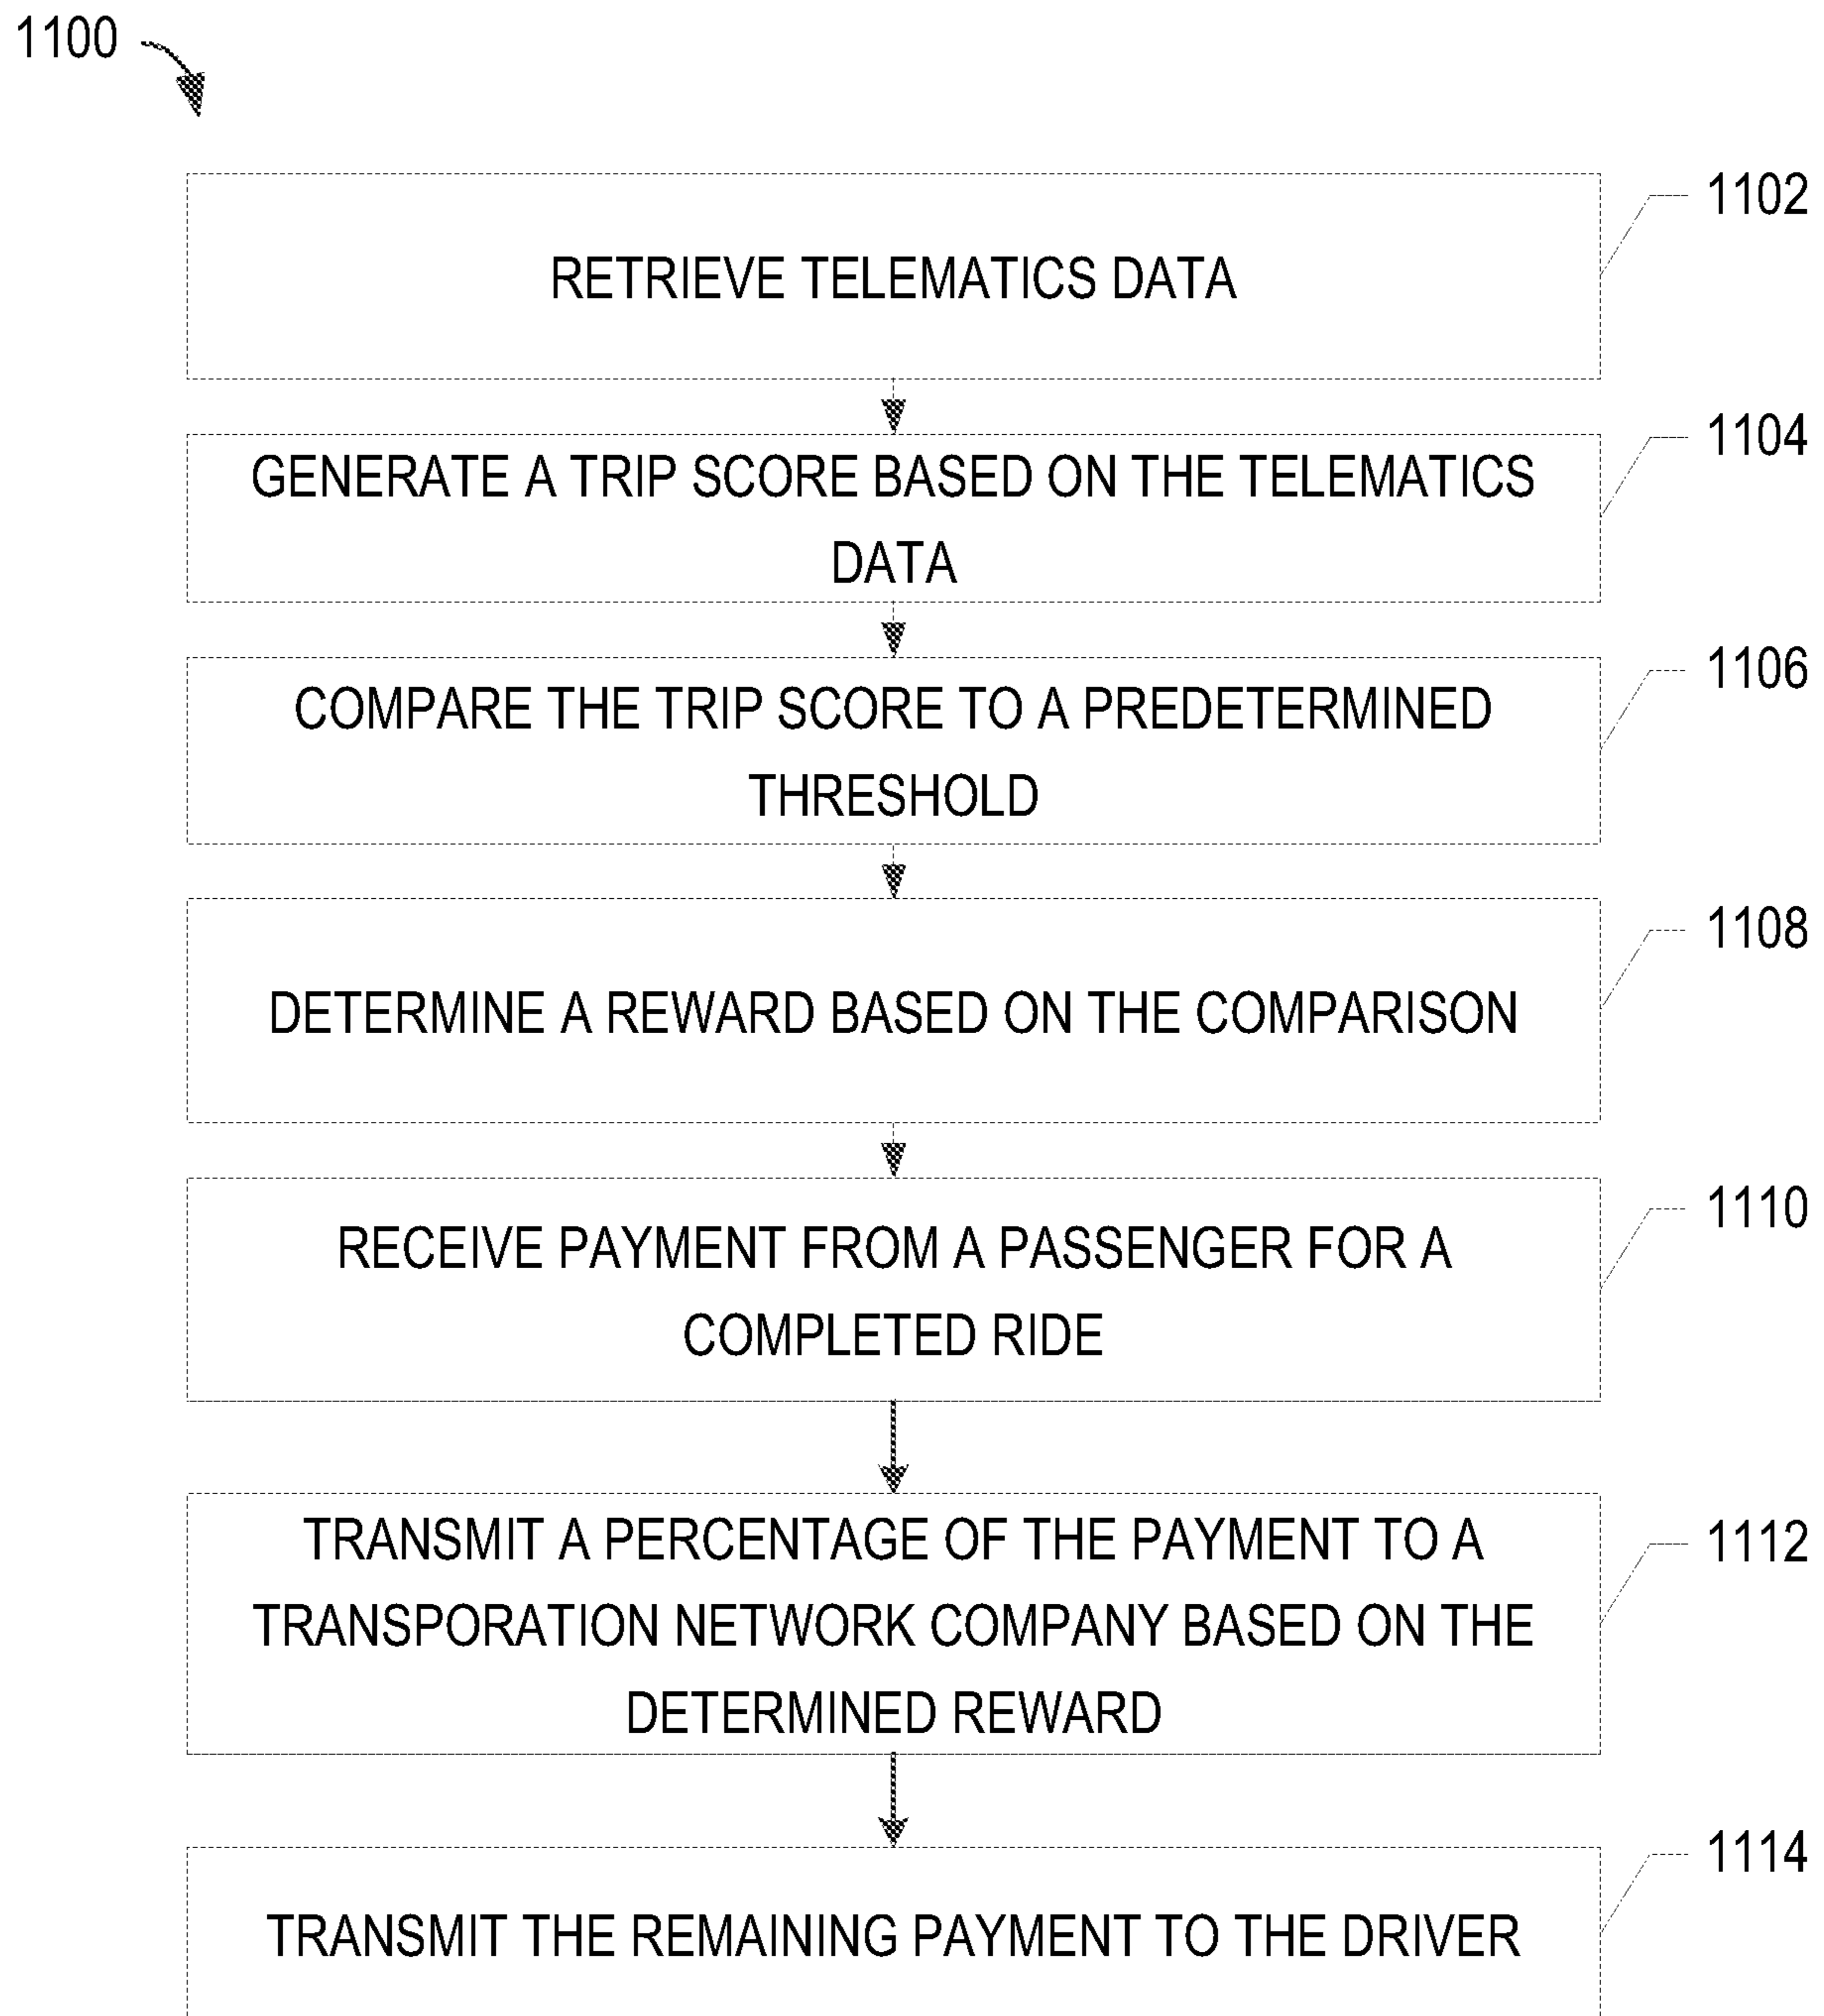 1100
1102
RETRIEVE TELEMATICS DATA
1104
GENERATE A TRIP SCORE BASED ON THE TELEMATICS
DATA
1106
COMPARE THE TRIP SCORE TO A PREDETERMINED
THRESHOLD
1108
DETERMINE A REWARD BASED ON THE COMPARISON
1110
RECEIVE PAYMENT FROM A PASSENGER FOR A
COMPLETED RIDE
1112
TRANSMIT A PERCENTAGE OF THE PAYMENT TO A
TRANSPORATION NETWORK COMPANY BASED ON THE
DETERMINED REWARD
1114
TRANSMIT THE REMAINING PAYMENT TO THE DRIVER